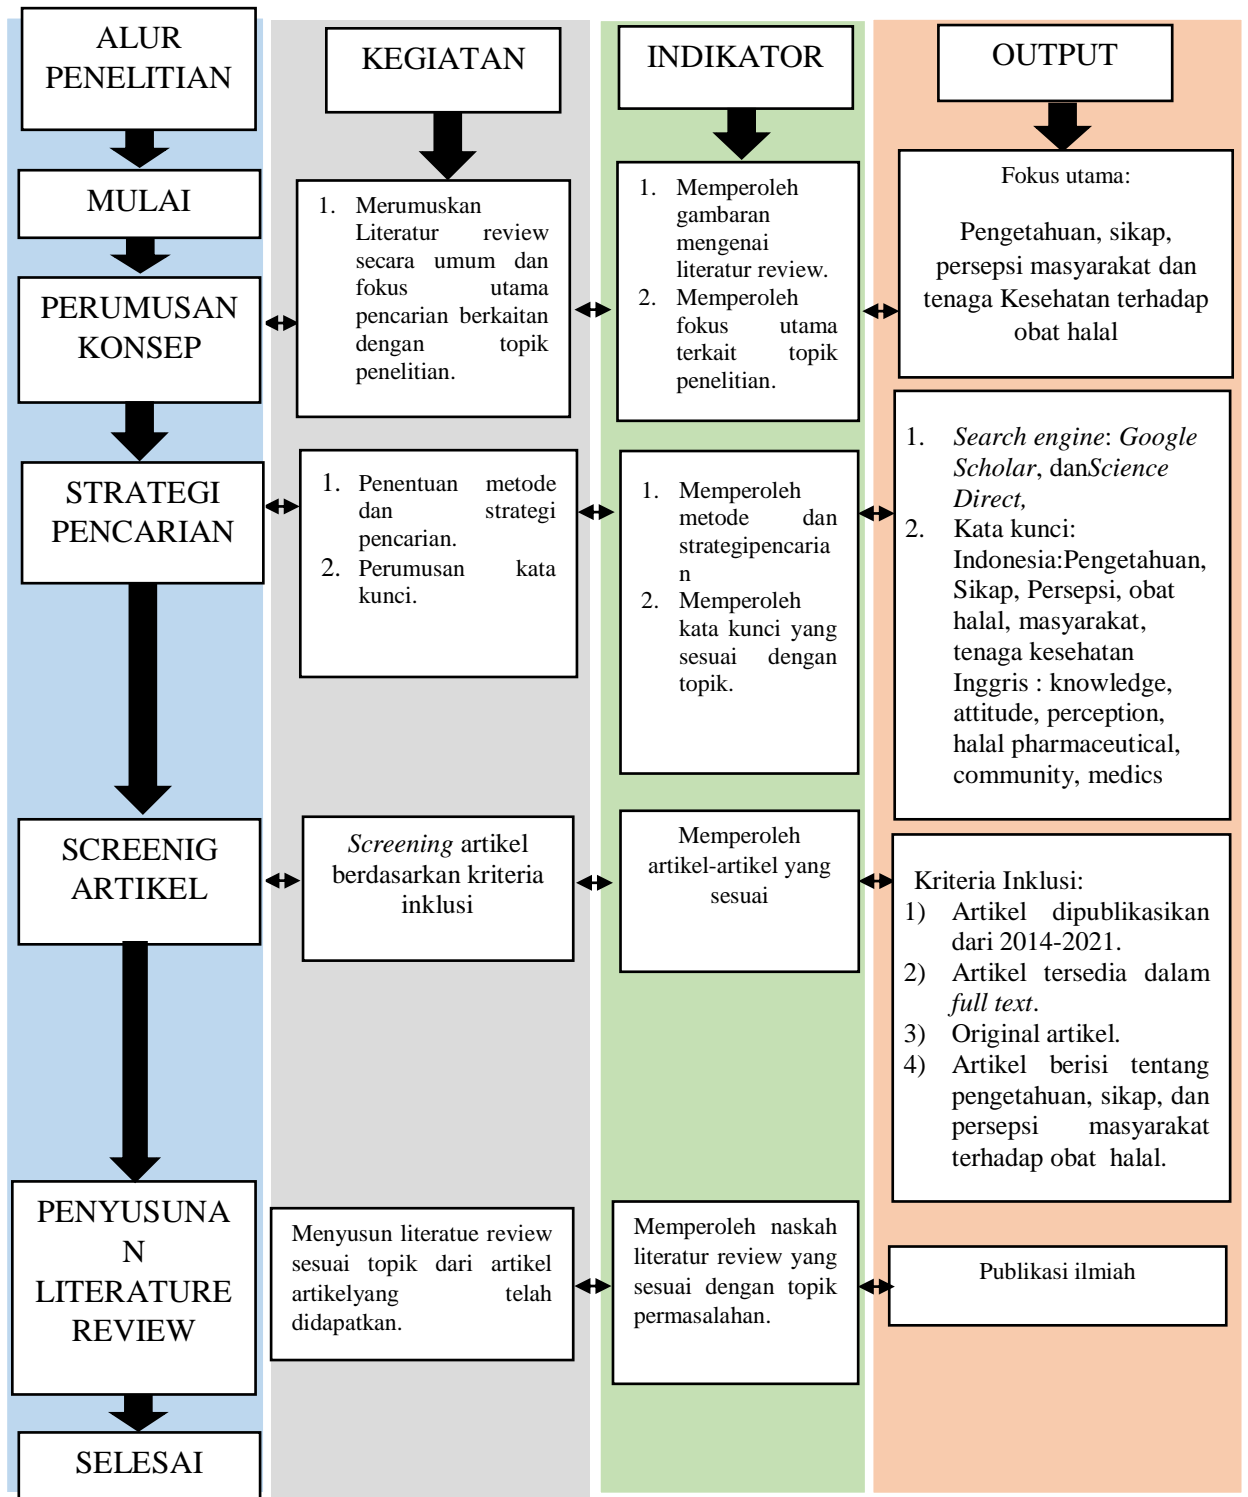 ALUR
PENELITIAN
KEGIATAN
INDIKATOR
OUTPUT
MULAI
PERUMUSAN
KONSEP
1. Merumuskan
Literatur review
secara umum dan
fokus utama
pencarian berkaitan
dengan topik
penelitian.
1. Memperoleh
gambaran
mengenai
literatur review.
2. Memperoleh
fokus utama
terkait topik
penelitian.
Fokus utama:
Pengetahuan, sikap,
persepsi masyarakat dan
tenaga Kesehatan terhadap
obat halal
STRATEGI
PENCARIAN
1. Penentuan metode
dan strategi
pencarian.
2. Perumusan kata
kunci.
1. Memperoleh
metode dan
strategipencaria
n
2. Memperoleh
kata kunci yang
sesuai dengan
topik.
1. Search engine: Google
Scholar, danScience
Direct,
2. Kata kunci:
Indonesia:Pengetahuan,
Sikap, Persepsi, obat
halal, masyarakat,
tenaga kesehatan
Inggris : knowledge,
attitude, perception,
halal pharmaceutical,
community, medics
SCREENIG
ARTIKEL
Screening artikel
berdasarkan kriteria
inklusi
Memperoleh
artikel-artikel yang
sesuai
Kriteria Inklusi:
1) Artikel dipublikasikan
dari 2014-2021.
2) Artikel tersedia dalam
full text.
3) Original artikel.
4) Artikel berisi tentang
pengetahuan, sikap, dan
persepsi masyarakat
terhadap obat halal.
PENYUSUNA
N
LITERATURE
REVIEW
Menyusun literatue review
sesuai topik dari artikel
artikelyang telah
didapatkan.
Memperoleh naskah
literatur review yang
sesuai dengan topik
permasalahan.
Publikasi ilmiah
SELESAI